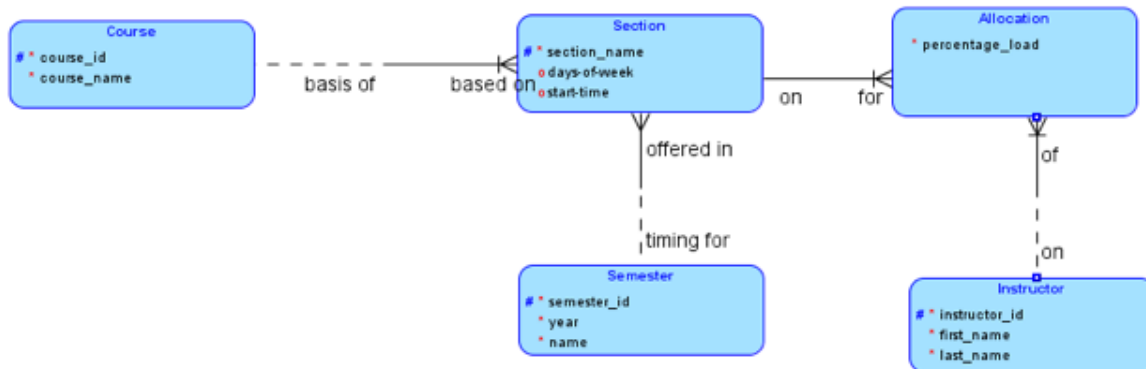 Course
# * course_id
* course_name
basis of
based on
Section
# * section_name
o days-of-week
o start-time
on
for
Allocation
* percentage_load
offered in
timing for
of
on
Semester
# * semester_id
* year
* name
Instructor
# * instructor_id
* first_name
* last_name